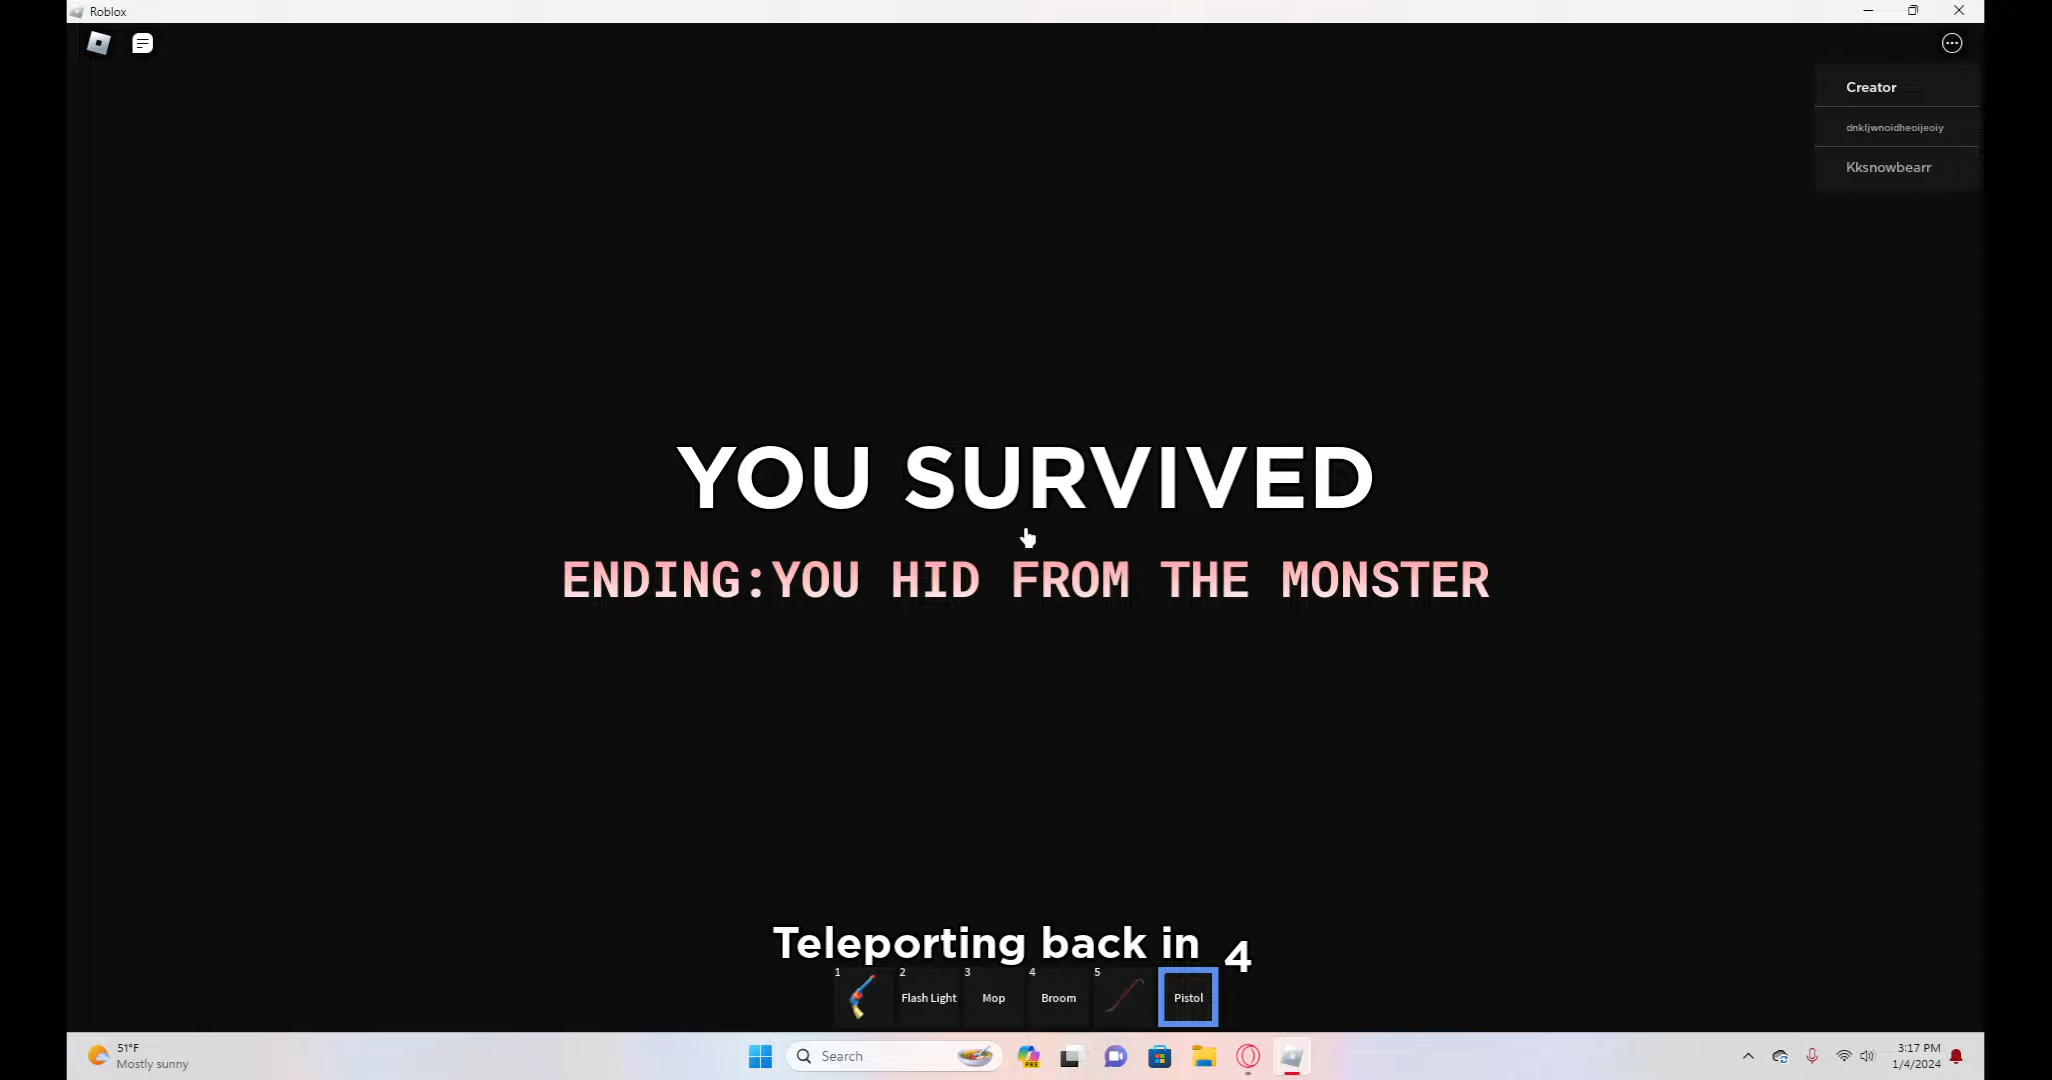 Roblox
Creator
dnkljwnoidheoijeoiy
Kksnowbearr
YOU SURVIVED
ENDING:YOU HID FROM THE MONSTER
Teleporting back in 4
1 2 3 4 5
Flash Light Mop Broom Pistol
51°F
Mostly sunny
Search
PRE
3:17 PM
1/4/2024